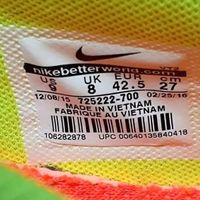 nikebetterworld.com VT3
US UK EUR cm
9 8 42.5 27
12/08/15 725222-700 02/25/16
MADE IN VIETNAM
FABRIQUE AU VIETNAM
106282878 UPC 00640135840418